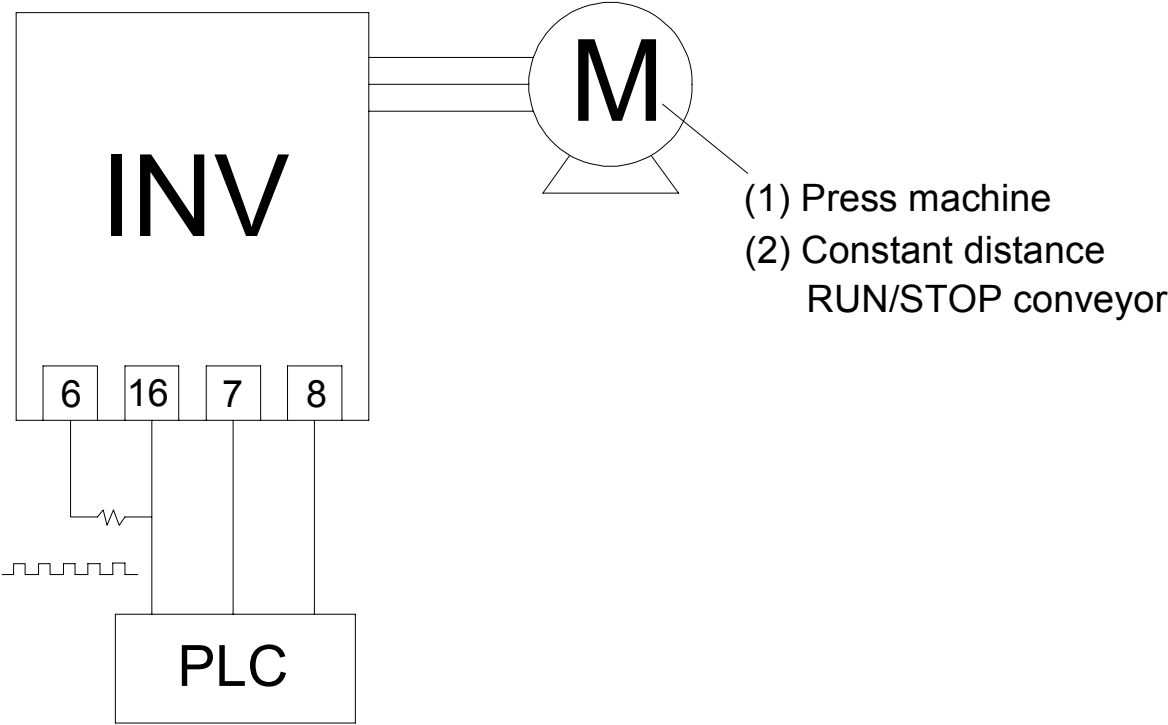 INV
M
(1) Press machine
(2) Constant distance
RUN/STOP conveyor
6 16 7 8
PLC